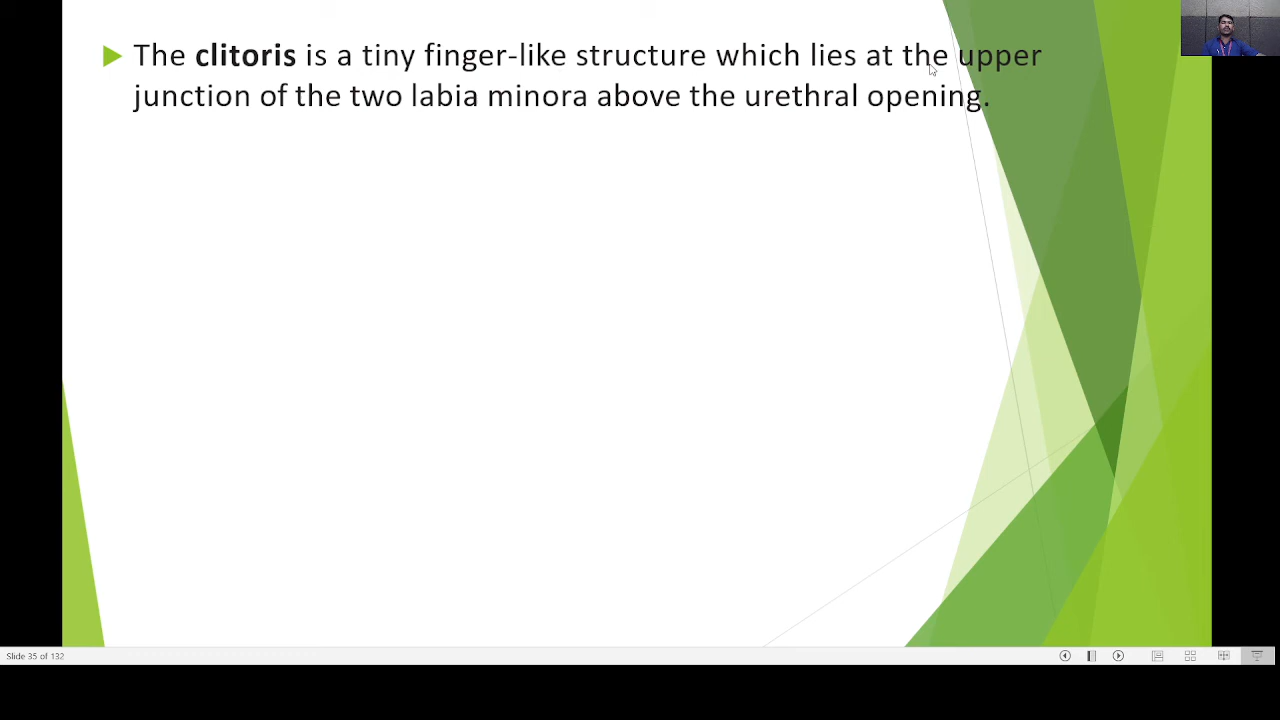 The clitoris is a tiny finger-like structure which lies at the upper
junction of the two labia minora above the urethral opening.
Slide 35 of 132